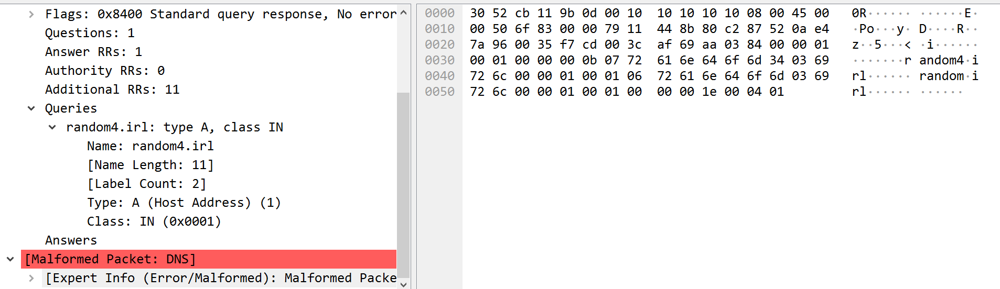 Flags: 0x8400 Standard query response, No error
Questions: 1
Answer RRs: 1
Authority RRs: 0
Additional RRs: 11
Queries
random4.irl: type A, class IN
Name: random4.irl
[Name Length: 11]
[Label Count: 2]
Type: A (Host Address) (1)
Class: IN (0x0001)
Answers
[Malformed Packet: DNS]
[Expert Info (Error/Malformed): Malformed Packe
0000 30 52 cb 11 9b 0d 00 10 10 10 10 10 08 00 45 00 0R······ ······E·
0010 00 50 6f 83 00 00 79 11 44 8b 80 c2 87 52 0a e4 ·Po···y· D····R··
0020 7a 96 00 35 f7 cd 00 3c af 69 aa 03 84 00 00 01 z··5···< ·i······
0030 00 01 00 00 00 0b 07 72 61 6e 64 6f 6d 34 03 69 ·······r andom4·i
0040 72 6c 00 00 01 00 01 06 72 61 6e 64 6f 6d 03 69 rl······ random·i
0050 72 6c 00 00 01 00 01 00 00 00 1e 00 04 01 rl······ ······